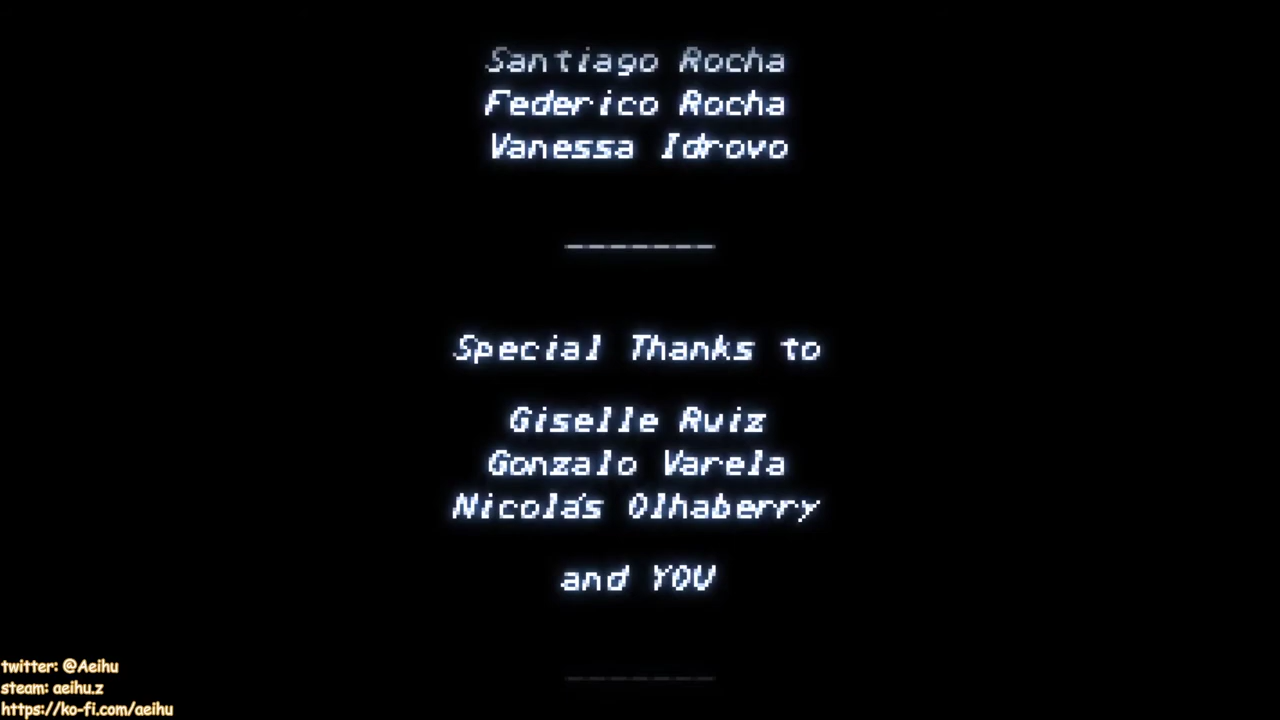 Santiago Rocha
Federico Rocha
Vanessa Idrovo
-------
Special Thanks to
Giselle Ruiz
Gonzalo Varela
Nicolás Olhaberry
and YOU
-------
twitter: @Aeihu
steam: aeihu.z
https://ko-fi.com/aeihu